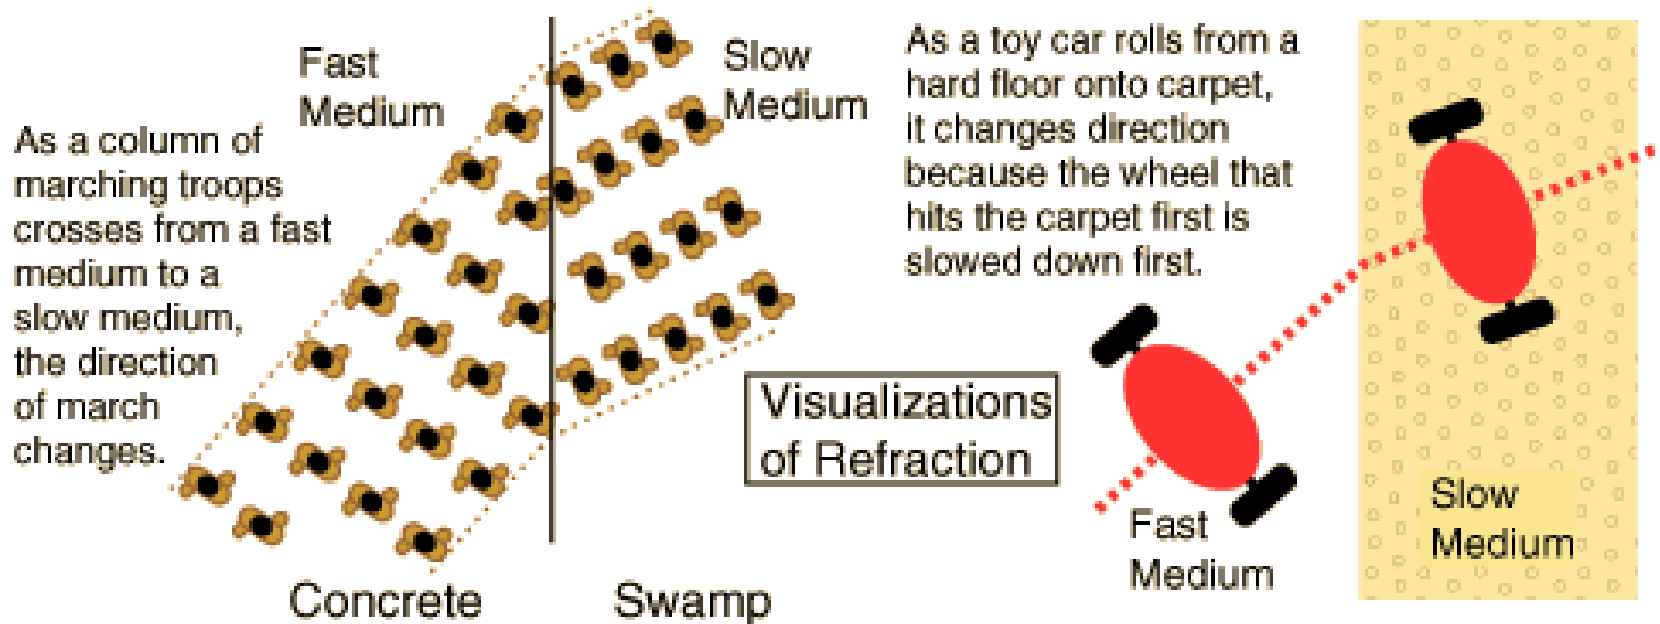 As a column of
marching troops
crosses from a fast
medium to a
slow medium,
the direction
of march
changes.
Fast
Medium
Slow
Medium
Concrete
Swamp
Visualizations
of Refraction
As a toy car rolls from a
hard floor onto carpet,
it changes direction
because the wheel that
hits the carpet first is
slowed down first.
Fast
Medium
Slow
Medium